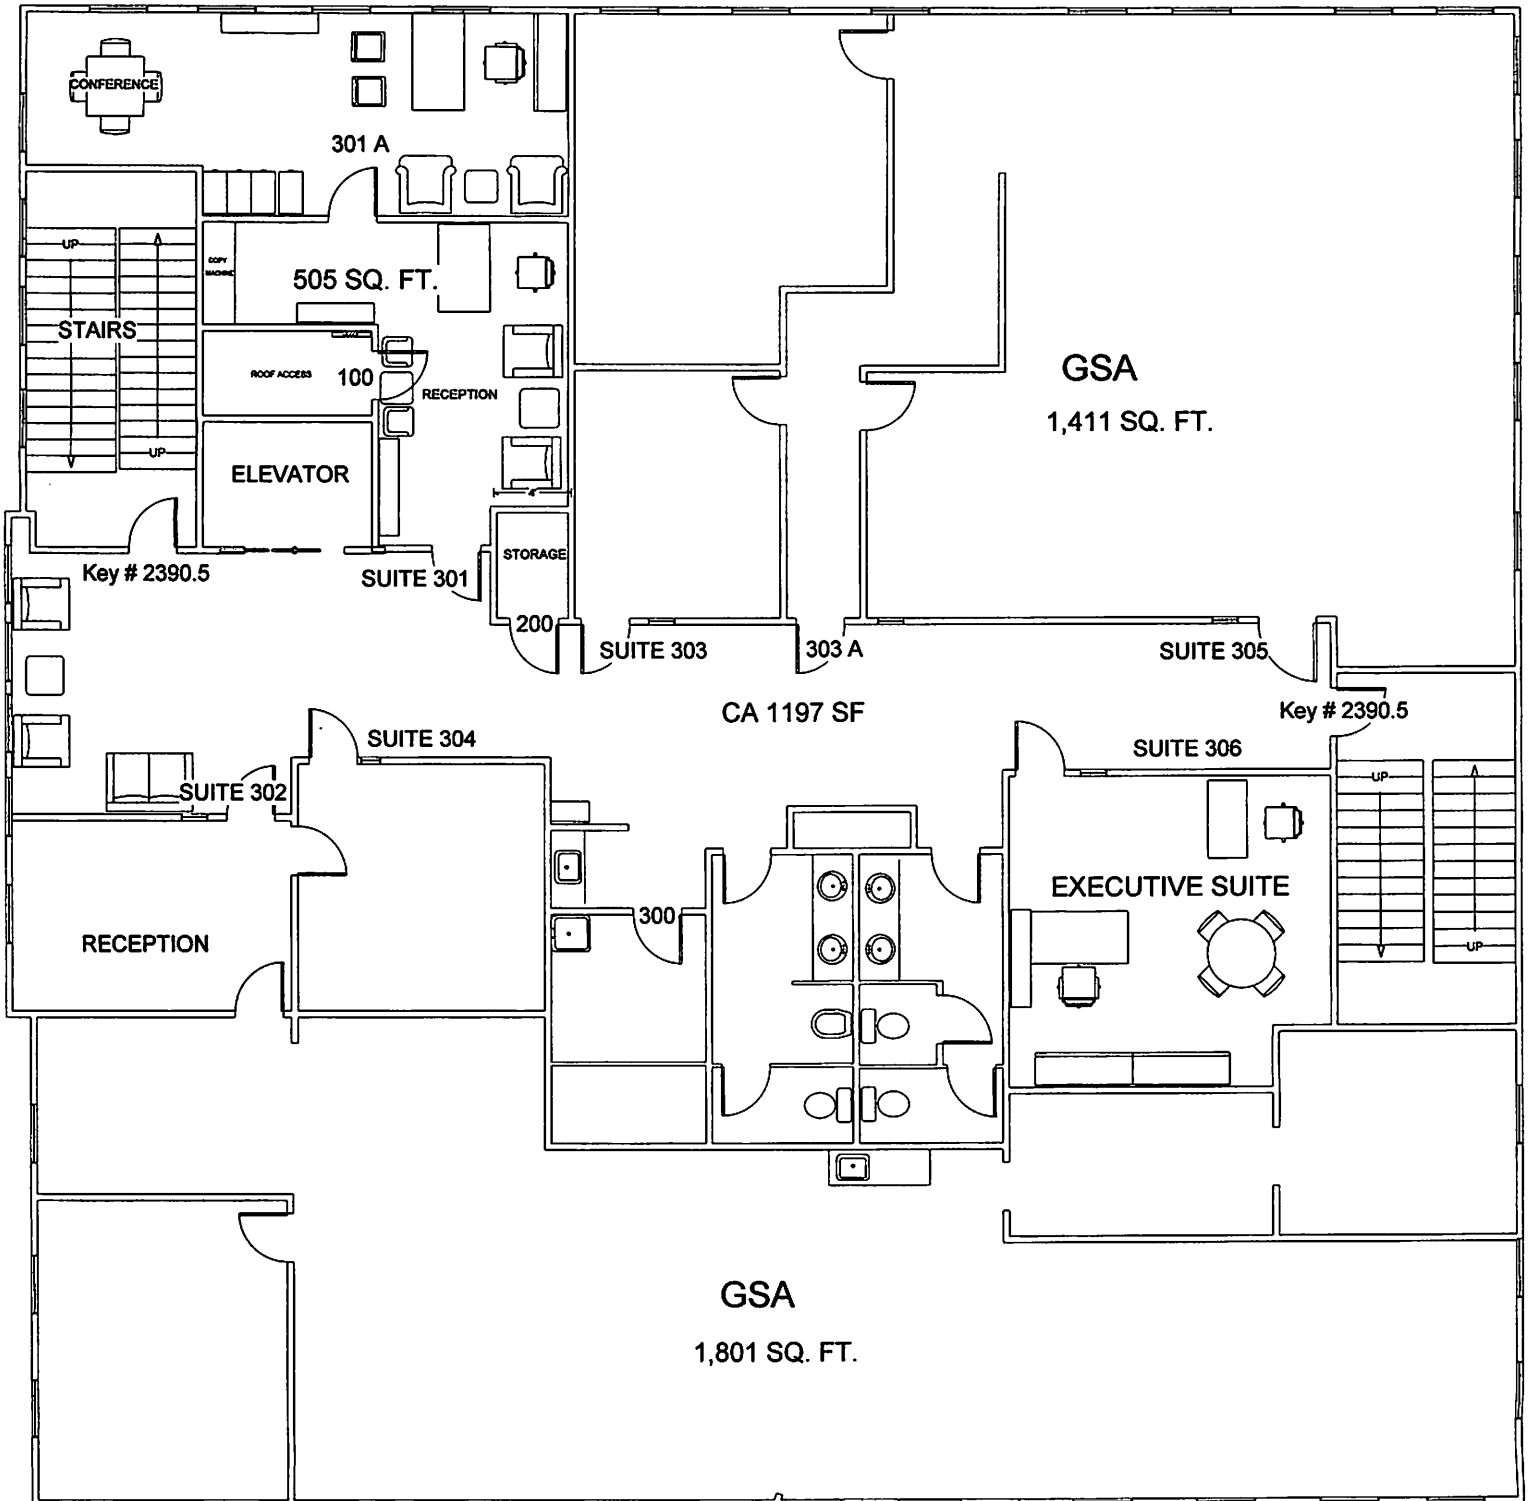 CONFERENCE
301 A
UP
COPY
MACHINE
505 SQ. FT.
STAIRS
ROOF ACCESS
100
RECEPTION
GSA
1,411 SQ. FT.
UP
ELEVATOR
4'
STORAGE
Key # 2390.5
SUITE 301
200
SUITE 303
303 A
SUITE 305
CA 1197 SF
Key # 2390.5
SUITE 304
SUITE 306
UP
SUITE 302
EXECUTIVE SUITE
300
RECEPTION
UP
GSA
1,801 SQ. FT.